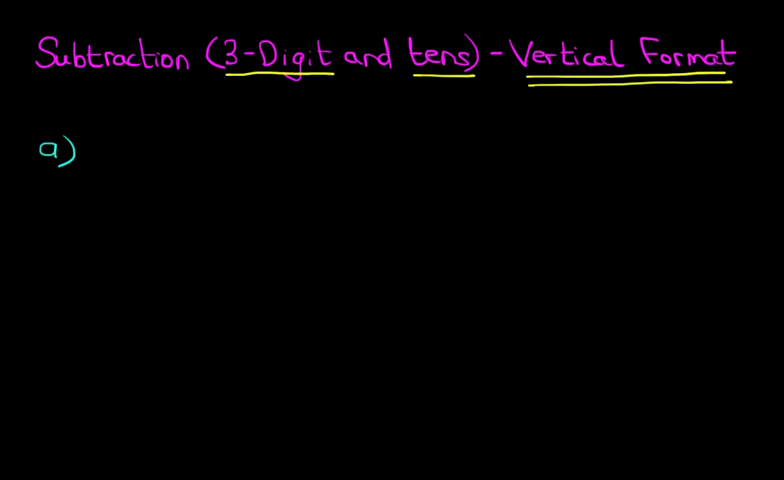 Subtraction (3-Digit and tens) - Vertical Format
a)